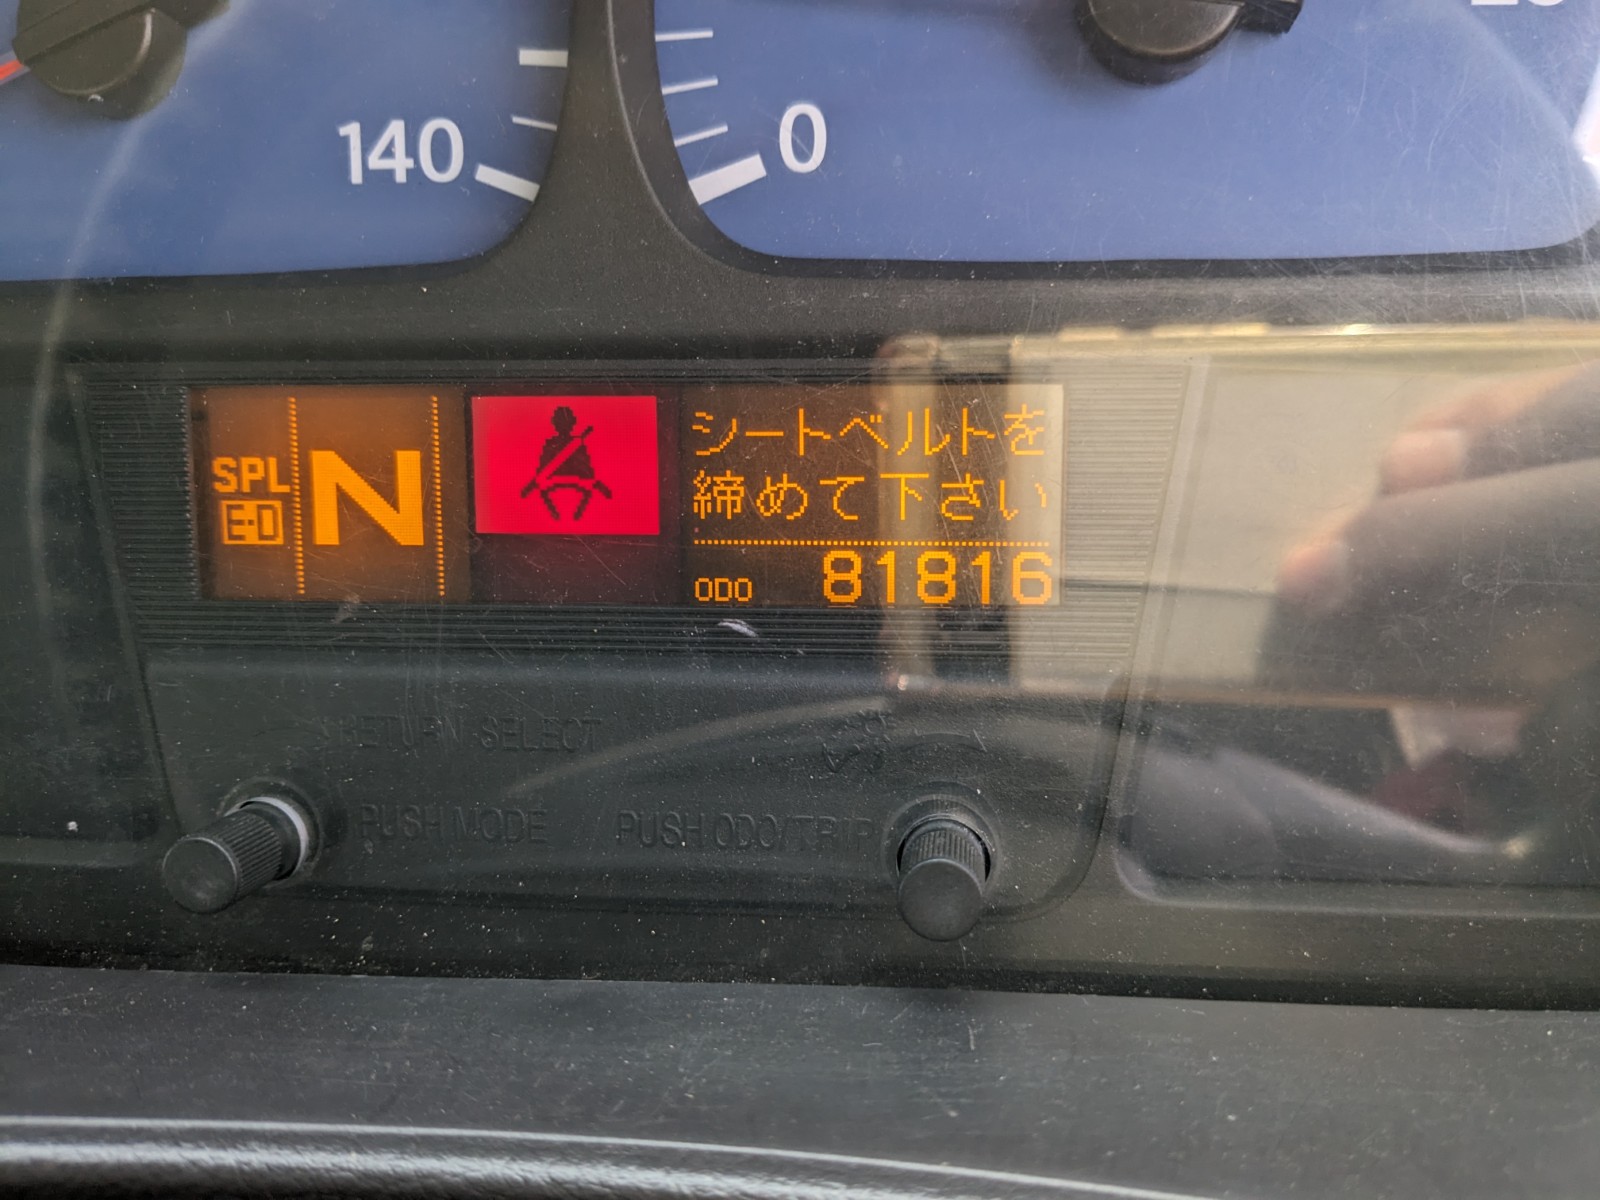 140
0
SPL
E-D
N
シートベルトを
締めて下さい
ODO 81816
RETURN SELECT
PUSH MODE
PUSH ODO/TRIP